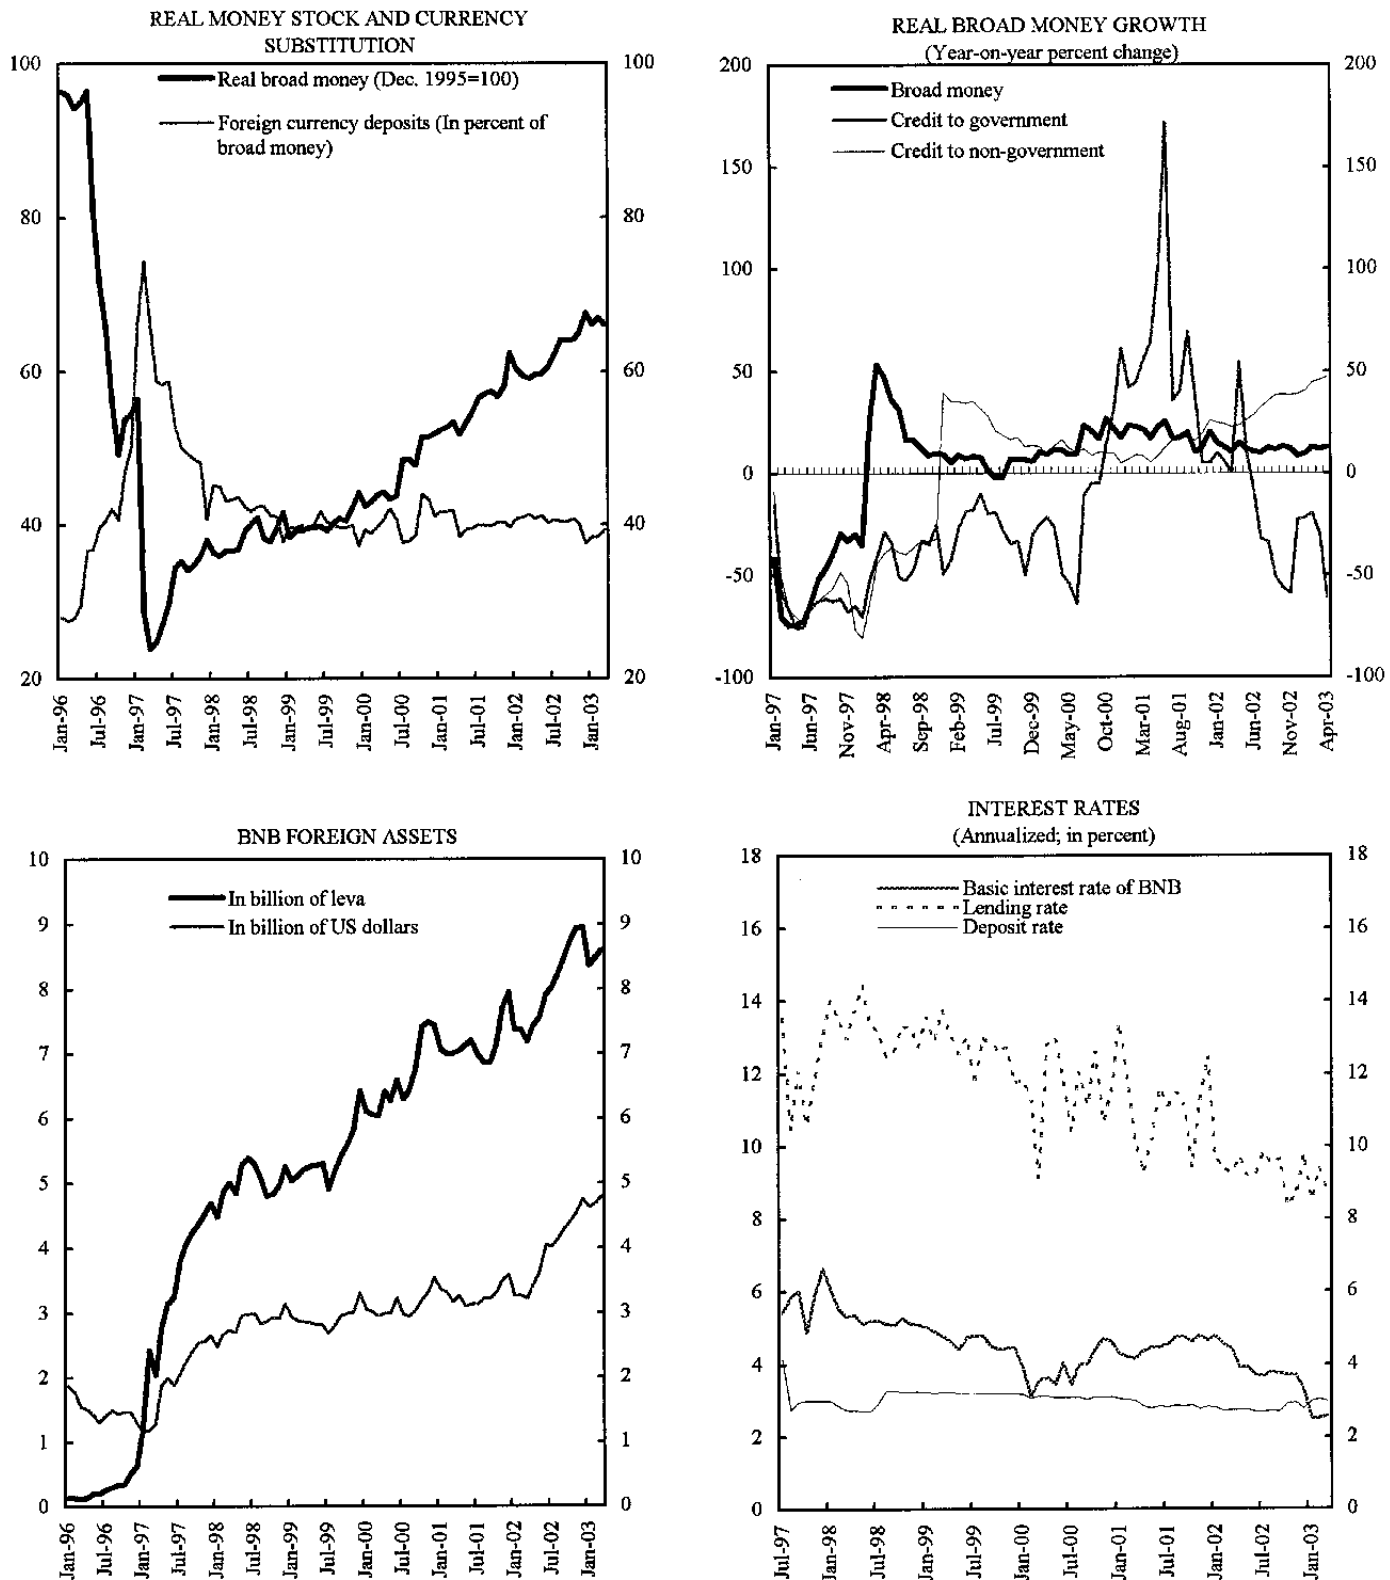 REAL MONEY STOCK AND CURRENCY
SUBSTITUTION
100
80
60
40
20
100
80
60
40
20
Real broad money (Dec. 1995=100)
Foreign currency deposits (In percent of
broad money)
Jan-96
Jul-96
Jan-97
Jul-97
Jan-98
Jul-98
Jan-99
Jul-99
Jan-00
Jul-00
Jan-01
Jul-01
Jan-02
Jul-02
Jan-03
REAL BROAD MONEY GROWTH
(Year-on-year percent change)
200
150
100
50
0
-50
-100
200
150
100
50
0
-50
-100
Broad money
Credit to government
Credit to non-government
Jan-97
Jun-97
Nov-97
Apr-98
Sep-98
Feb-99
Jul-99
Dec-99
May-00
Oct-00
Mar-01
Aug-01
Jan-02
Jun-02
Nov-02
Apr-03
BNB FOREIGN ASSETS
10
9
8
7
6
5
4
3
2
1
0
10
9
8
7
6
5
4
3
2
1
0
In billion of leva
In billion of US dollars
Jan-96
Jul-96
Jan-97
Jul-97
Jan-98
Jul-98
Jan-99
Jul-99
Jan-00
Jul-00
Jan-01
Jul-01
Jan-02
Jul-02
Jan-03
INTEREST RATES
(Annualized; in percent)
18
16
14
12
10
8
6
4
2
0
18
16
14
12
10
8
6
4
2
0
Basic interest rate of BNB
Lending rate
Deposit rate
Jul-97
Jan-98
Jul-98
Jan-99
Jul-99
Jan-00
Jul-00
Jan-01
Jul-01
Jan-02
Jul-02
Jan-03